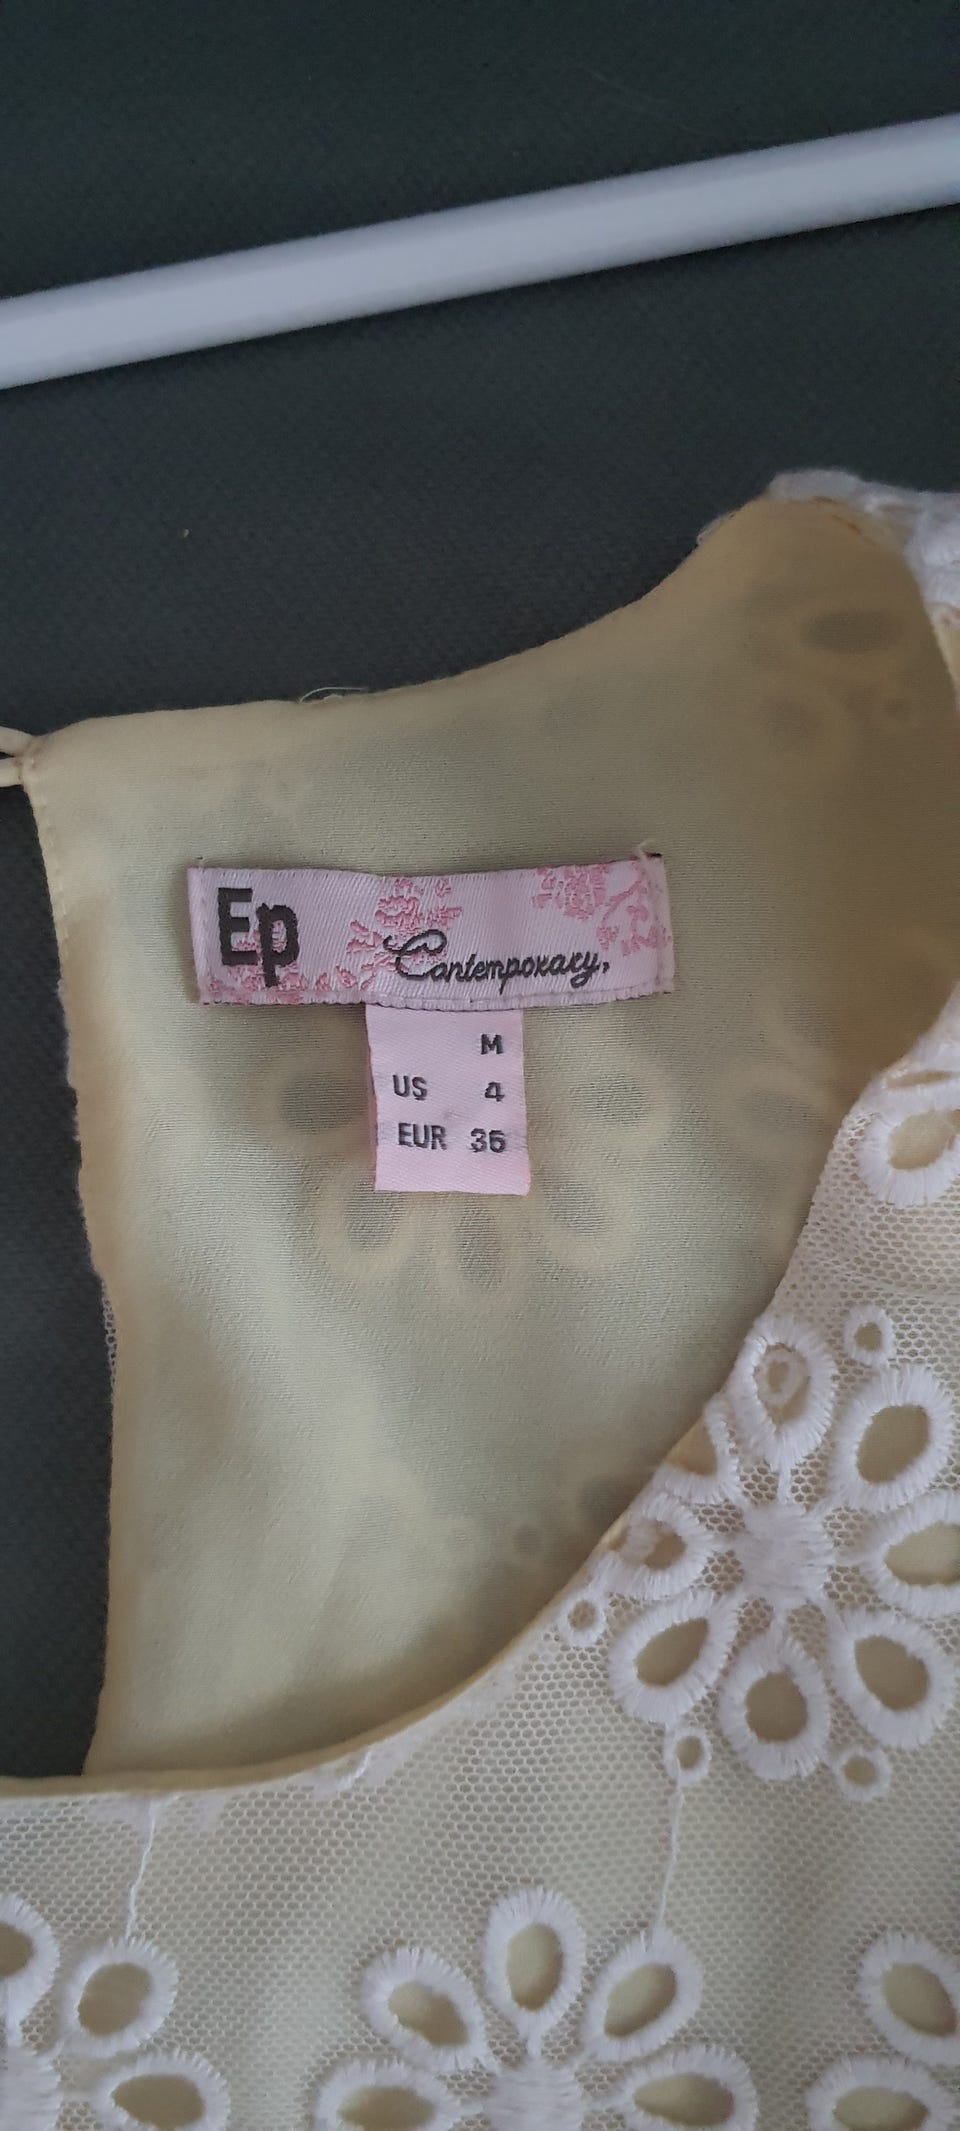 Ep Contemporary,
M
US 4
EUR 36